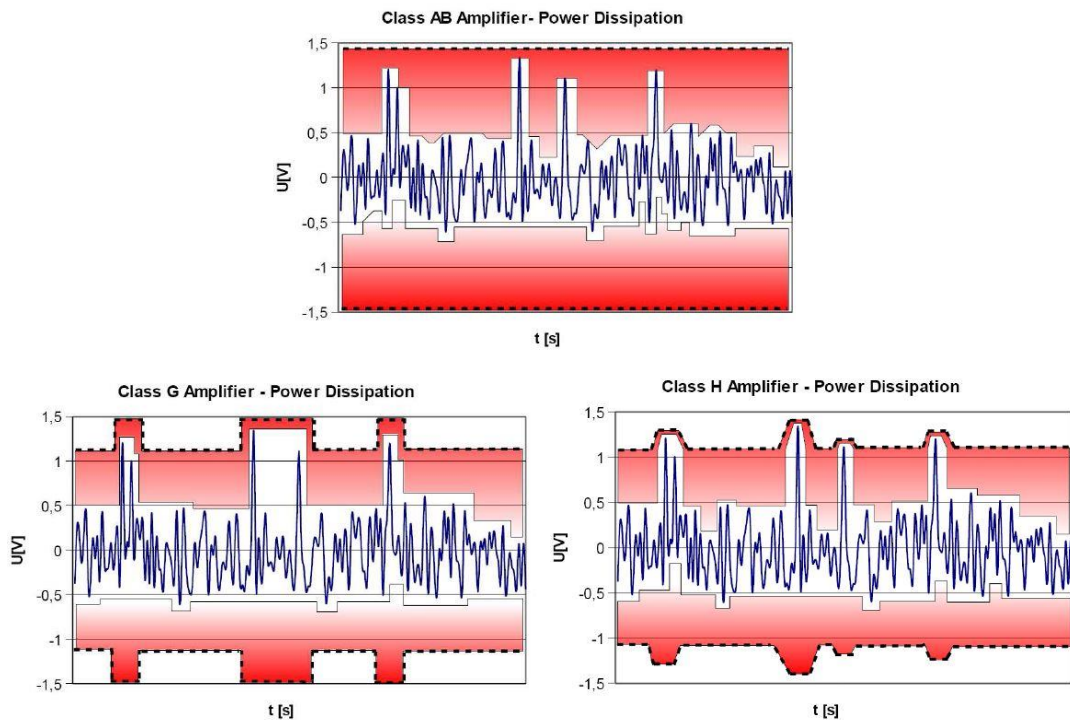 Class AB Amplifier- Power Dissipation
1,5
1
0,5
0
-0,5
-1
-1,5
U[V]
t [s]
Class G Amplifier - Power Dissipation
1,5
1
0,5
0
-0,5
-1
-1,5
U[V]
t [s]
Class H Amplifier - Power Dissipation
1,5
1
0,5
0
-0,5
-1
-1,5
U[V]
t [s]